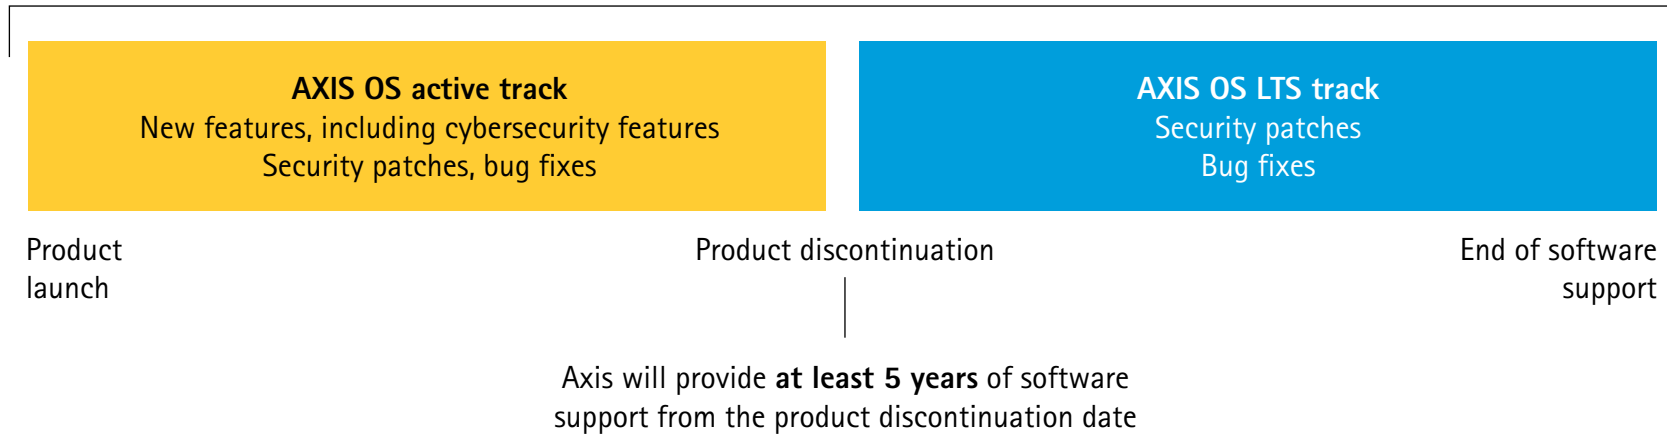 AXIS OS active track
New features, including cybersecurity features
Security patches, bug fixes
AXIS OS LTS track
Security patches
Bug fixes
Product
launch
Product discontinuation
End of software
support
Axis will provide at least 5 years of software
support from the product discontinuation date